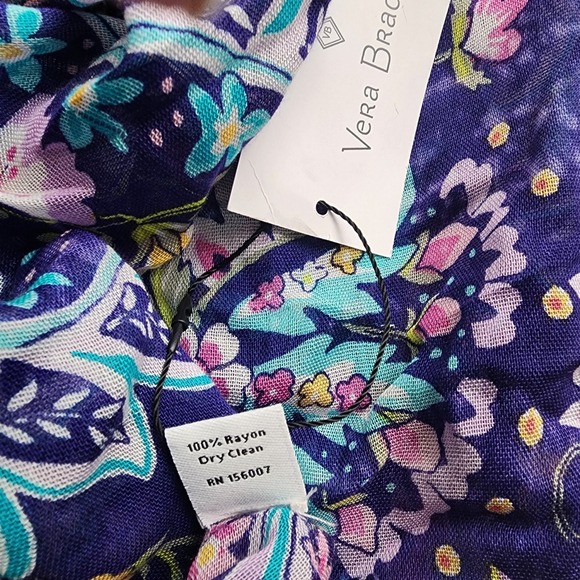 VB
VERA BRAD
100% Rayon
Dry Clean
RN 156007